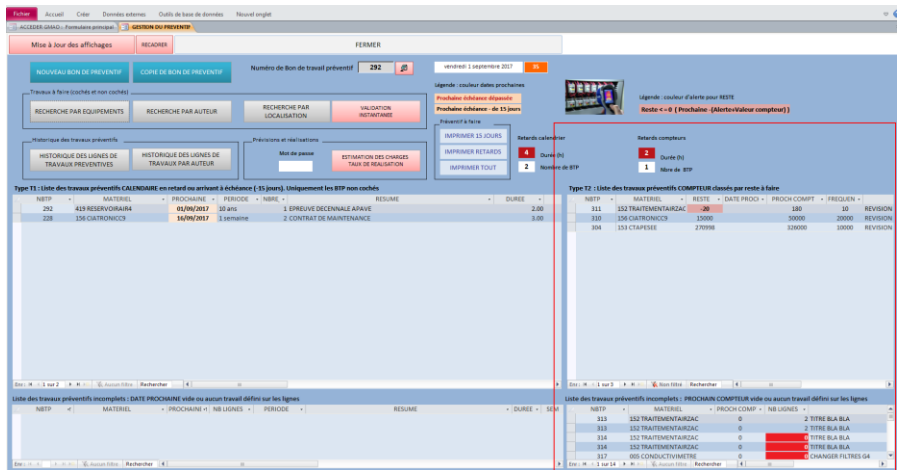 Fichier Accueil Créer Données externes Outils de base de données Nouvel onglet
ACCEDER GMAO : Formulaire principal GESTION DU PREVENTIF
Mise à Jour des affichages RECADRER FERMER
NOUVEAU BON DE PREVENTIF COPIE DE BON DE PREVENTIF Numéro de Bon de travail préventif 292 vendredi 1 septembre 2017 35
Légende : couleur dates prochaines
Travaux à faire (cochés et non cochés)
Prochaine échéance dépassée
Prochaine échéance - de 15 jours
Légende : couleur d'alerte pour RESTE
Reste <= 0 ( Prochaine -(Alerte+Valeur compteur))
RECHERCHE PAR EQUIPEMENTS RECHERCHE PAR AUTEUR RECHERCHE PAR LOCALISATION VALIDATION INSTANTANEE
Préventif à faire
IMPRIMER 15 JOURS
IMPRIMER RETARDS
IMPRIMER TOUT
Retards calendrier
4 Durée (h)
2 Nombre de BTP
Retards compteurs
2 Durée (h)
1 Nbre de BTP
Historique des travaux préventifs
HISTORIQUE DES LIGNES DE TRAVAUX PREVENTIVES HISTORIQUE DES LIGNES DE TRAVAUX PAR AUTEUR
Prévisions et réalisations
Mot de passe
ESTIMATION DES CHARGES TAUX DE REALISATION
Type T1 : Liste des travaux préventifs CALENDAIRE en retard ou arrivant à échéance (-15 jours). Uniquement les BTP non cochés
NBTP MATERIEL PROCHAINE PERIODE NBRE RESUME DUREE
292 419 RESERVOIRAIR4 01/09/2017 10 ans 1 EPREUVE DECENNALE APAVE 2.00
228 156 CIATRONICC9 16/09/2017 1 semaine 2 CONTRAT DE MAINTENANCE 3.00
Enr : 1 sur 2 Aucun filtre Rechercher
Type T2 : Liste des travaux préventifs COMPTEUR classés par reste à faire
NBTP MATERIEL RESTE DATE PROCH PROCH COMPT FREQUEN
311 152 TRAITEMENTAIRZAC -20 180 10 REVISION
310 156 CIATRONICC9 15000 50000 20000 REVISION
304 153 CTAPESEE 270998 326000 10000 REVISION
Enr : 1 sur 3 Non filtré Rechercher
Liste des travaux préventifs incomplets : DATE PROCHAINE vide ou aucun travail défini sur les lignes
NBTP MATERIEL PROCHAINE NB LIGNES PERIODE RESUME DUREE SEM
Enr : Aucun filtre Rechercher
Liste des travaux préventifs incomplets : PROCHAIN COMPTEUR vide ou aucun travail défini sur les lignes
NBTP MATERIEL PROCH COMP NB LIGNES
313 152 TRAITEMENTAIRZAC 0 2 TITRE BLA BLA
313 152 TRAITEMENTAIRZAC 0 2 TITRE BLA BLA
314 152 TRAITEMENTAIRZAC 0 0 TITRE BLA BLA
314 152 TRAITEMENTAIRZAC 0 0 TITRE BLA BLA
317 005 CONDUCTIVIMETRE 0 0 CHANGER FILTRES G4
Enr : 1 sur 14 Aucun filtre Rechercher